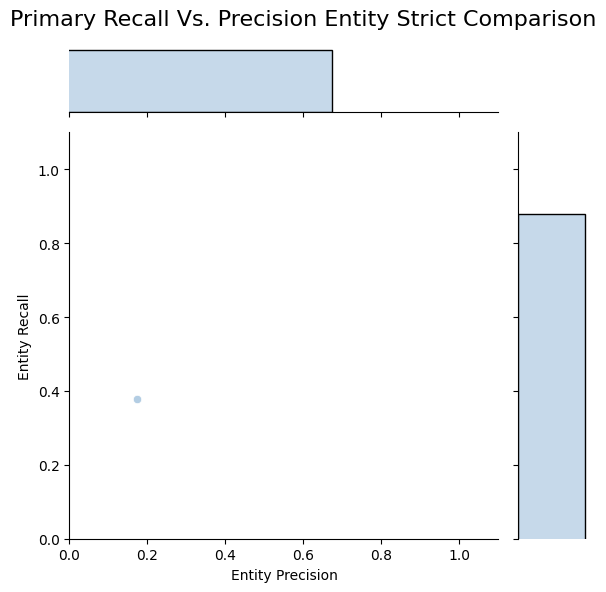 Primary Recall Vs. Precision Entity Strict Comparison
1.0
0.8
0.6
0.4
0.2
0.0
Entity Recall
0.0 0.2 0.4 0.6 0.8 1.0
Entity Precision